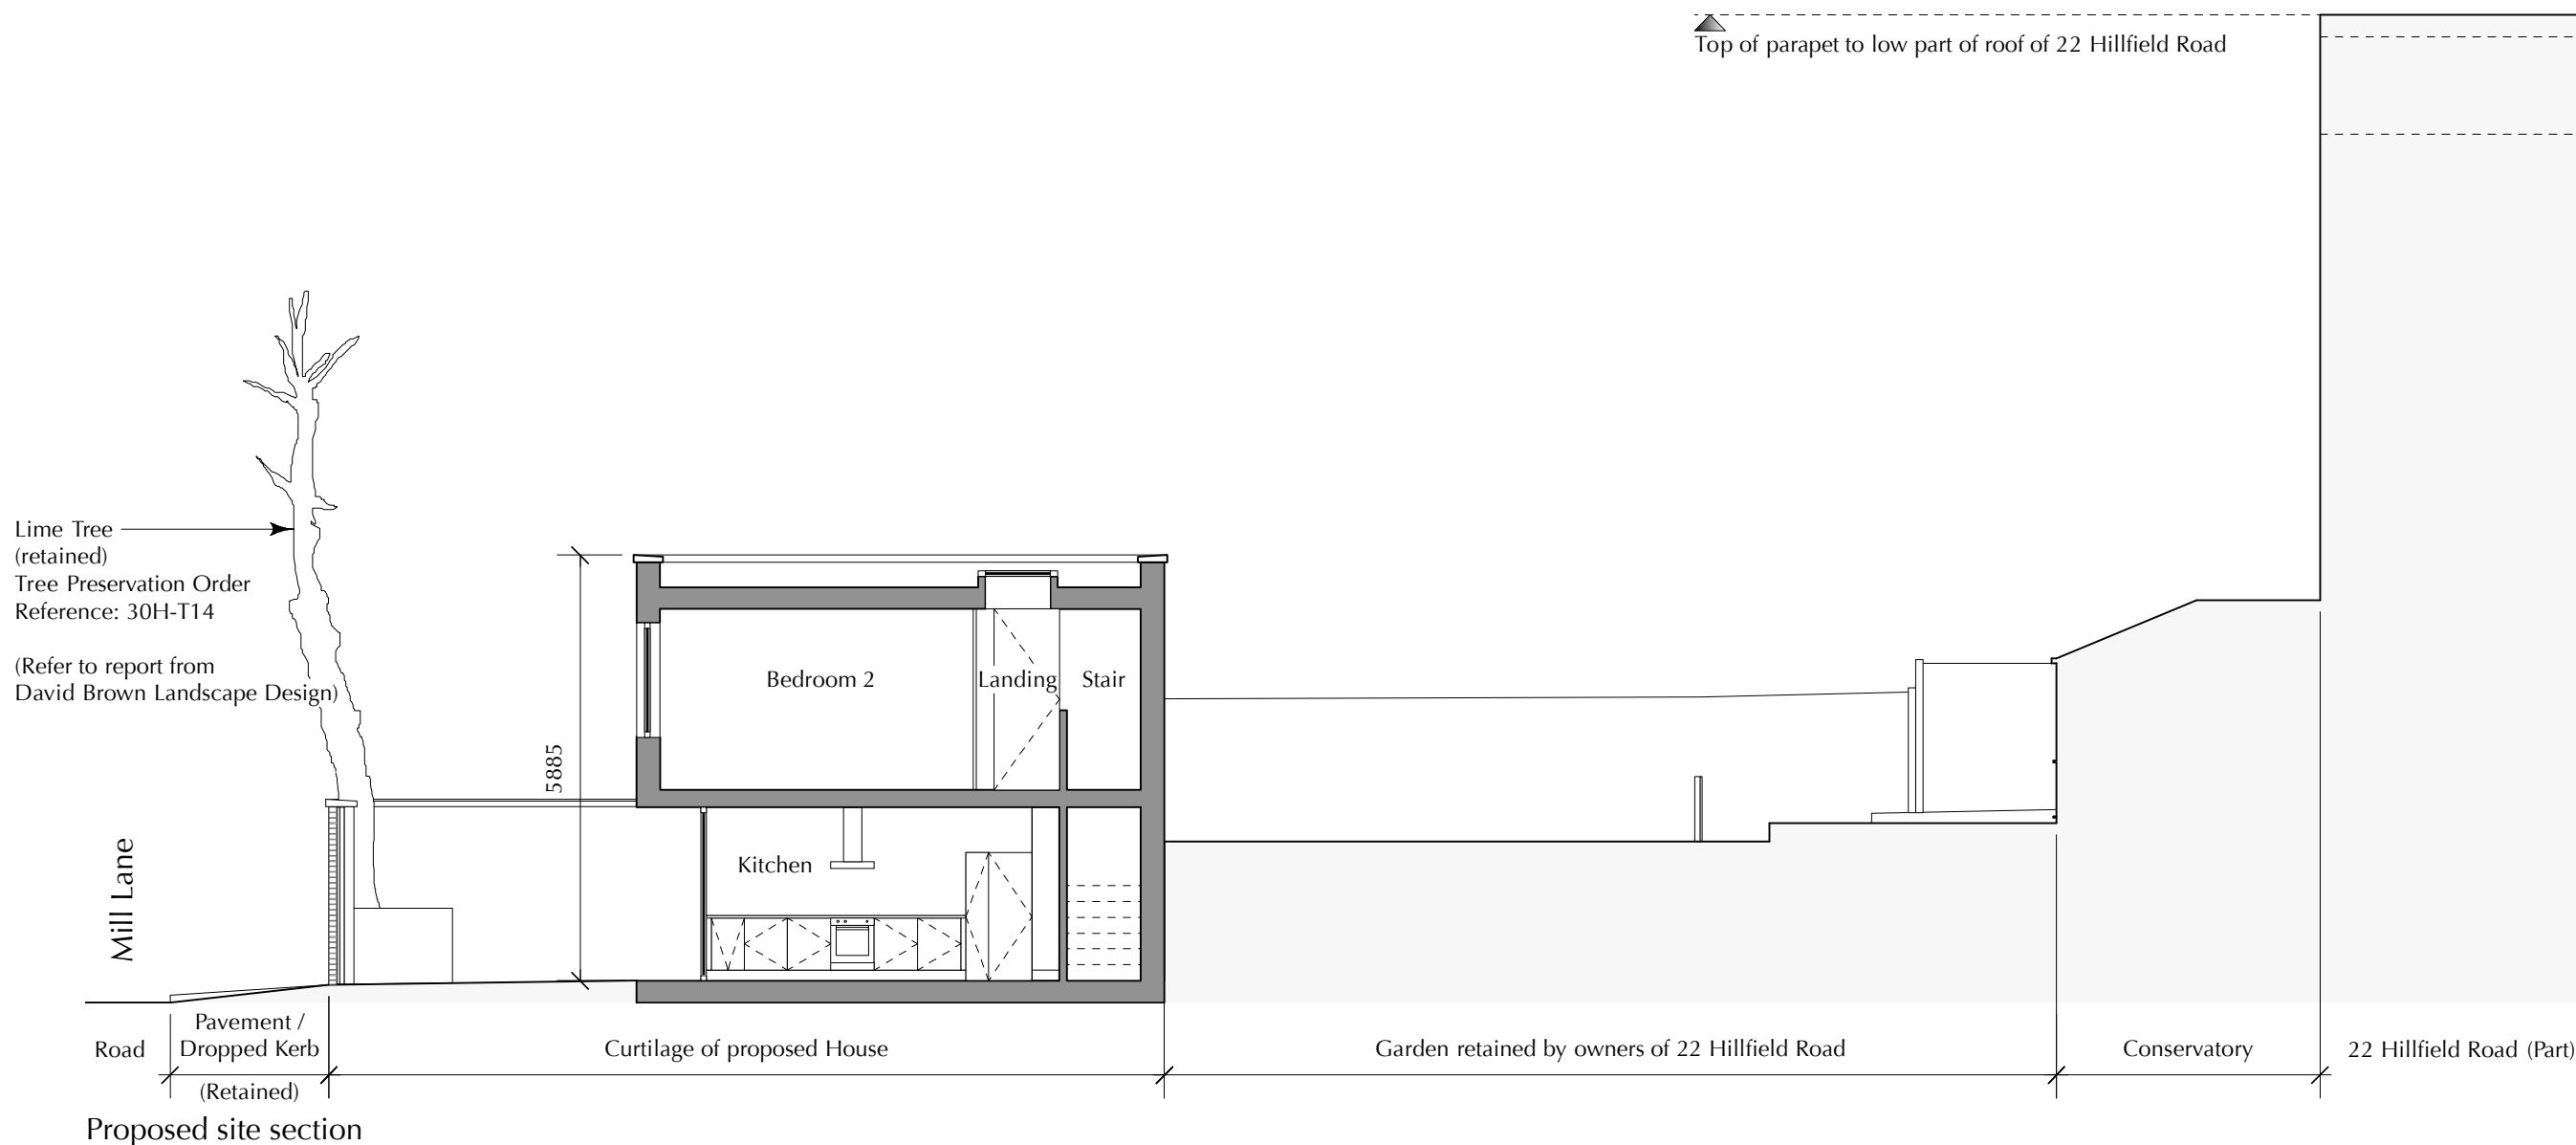 Top of parapet to low part of roof of 22 Hillfield Road
Lime Tree
(retained)
Tree Preservation Order
Reference: 30H-T14
(Refer to report from
David Brown Landscape Design)
Bedroom 2
Landing
Stair
5885
Kitchen
Mill Lane
Road
Pavement /
Dropped Kerb
(Retained)
Curtilage of proposed House
Garden retained by owners of 22 Hillfield Road
Conservatory
22 Hillfield Road (Part)
Proposed site section